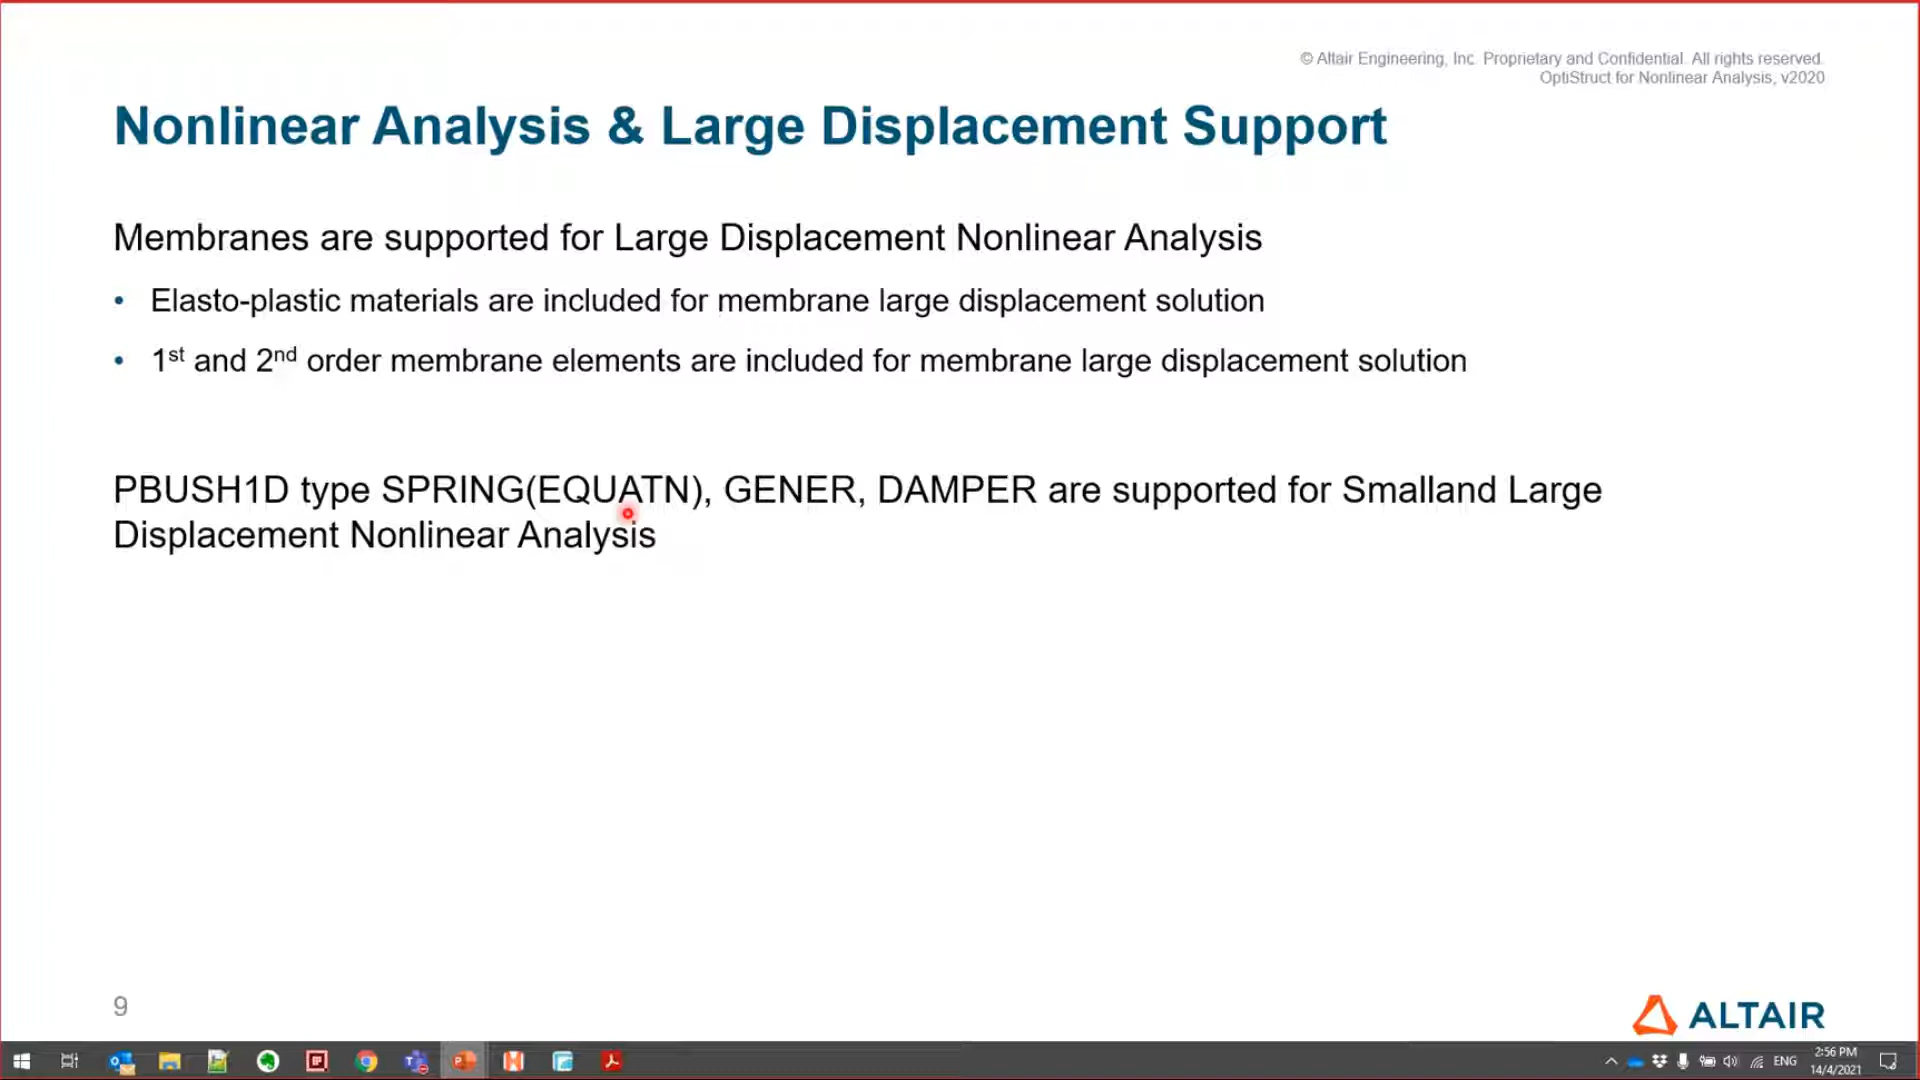 © Altair Engineering, Inc. Proprietary and Confidential. All rights reserved.
OptiStruct for Nonlinear Analysis, v2020
Nonlinear Analysis & Large Displacement Support
Membranes are supported for Large Displacement Nonlinear Analysis
• Elasto-plastic materials are included for membrane large displacement solution
• 1st and 2nd order membrane elements are included for membrane large displacement solution
PBUSH1D type SPRING(EQUATN), GENER, DAMPER are supported for Smalland Large
Displacement Nonlinear Analysis
9
ALTAIR
ENG
2:56 PM
14/4/2021